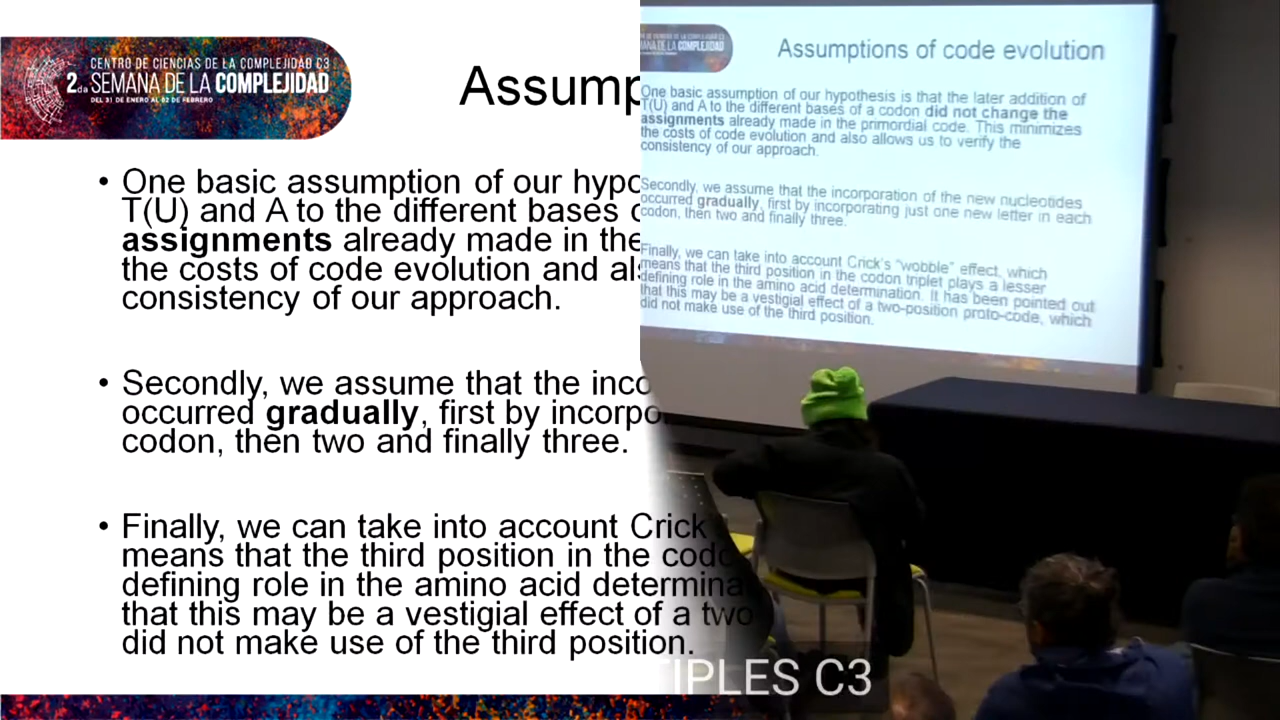 CENTRO DE CIENCIAS DE LA COMPLEJIDAD C3
2.da SEMANA DE LA COMPLEJIDAD
DEL 31 DE ENERO AL 02 DE FEBRERO
Assump
• One basic assumption of our hypo
T(U) and A to the different bases o
assignments already made in the
the costs of code evolution and als
consistency of our approach.
• Secondly, we assume that the inco
occurred gradually, first by incorpo
codon, then two and finally three.
• Finally, we can take into account Crick
means that the third position in the codo
defining role in the amino acid determina
that this may be a vestigial effect of a two
did not make use of the third position.
DE CIENCIAS DE LA COMPLEJIDAD C3
MANA DE LA COMPLEJIDAD
Assumptions of code evolution
One basic assumption of our hypothesis is that the later addition of
T(U) and A to the different bases of a codon did not change the
assignments already made in the primordial code. This minimizes
the costs of code evolution and also allows us to verify the
consistency of our approach.
Secondly, we assume that the incorporation of the new nucleotides
occurred gradually, first by incorporating just one new letter in each
codon, then two and finally three.
Finally, we can take into account Crick's "wobble" effect, which
means that the third position in the codon triplet plays a lesser
defining role in the amino acid determination. It has been pointed out
that this may be a vestigial effect of a two-position proto-code, which
did not make use of the third position.
IPLES C3